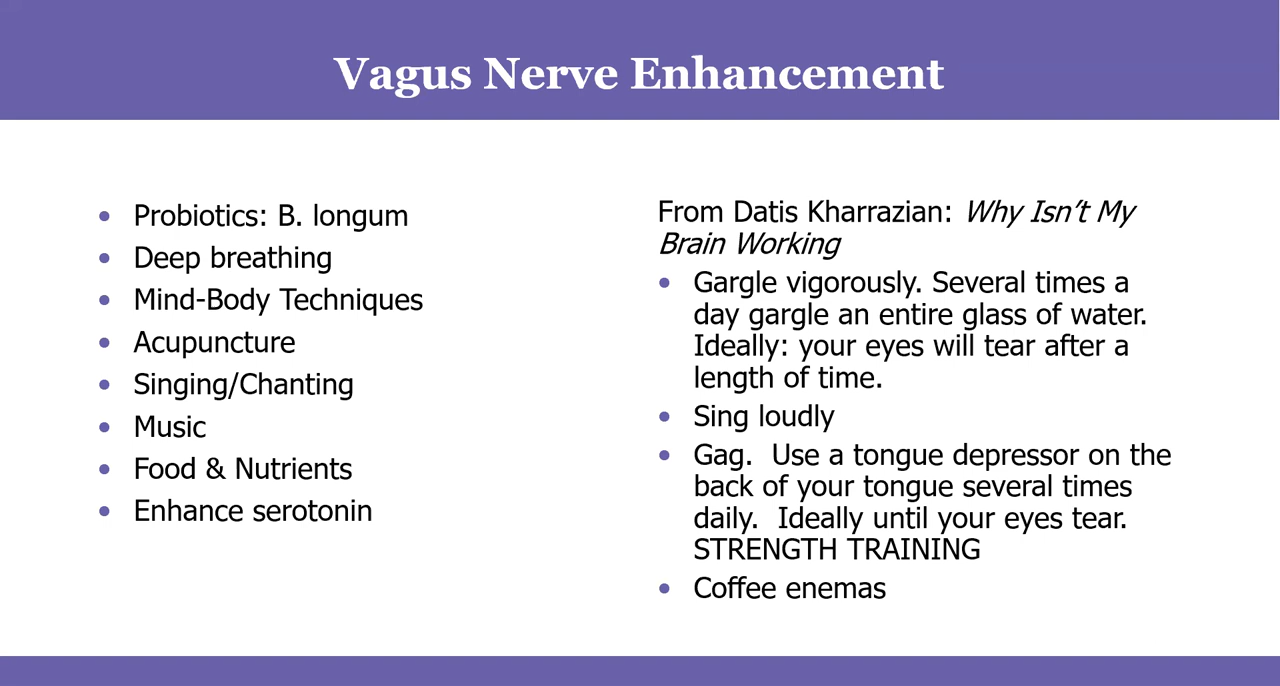 Vagus Nerve Enhancement
Probiotics: B. longum
Deep breathing
Mind-Body Techniques
Acupuncture
Singing/Chanting
Music
Food & Nutrients
Enhance serotonin
From Datis Kharrazian: Why Isn’t My
Brain Working
Gargle vigorously. Several times a
day gargle an entire glass of water.
Ideally: your eyes will tear after a
length of time.
Sing loudly
Gag.  Use a tongue depressor on the
back of your tongue several times
daily.  Ideally until your eyes tear.
STRENGTH TRAINING
Coffee enemas